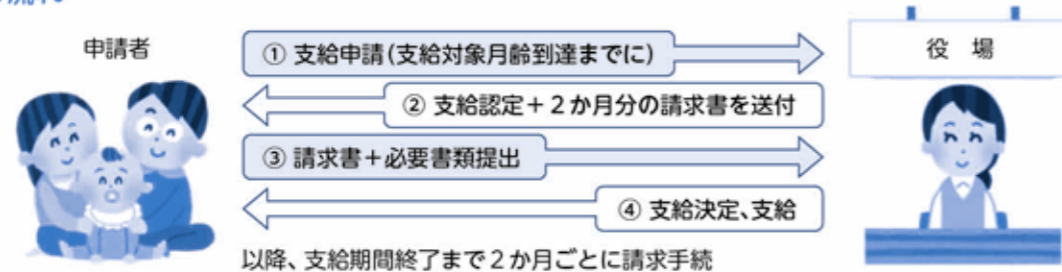 申請者
役 場
① 支給申請(支給対象月齢到達までに)
② 支給認定+2か月分の請求書を送付
③ 請求書+必要書類提出
④ 支給決定、支給
以降、支給期間終了まで2か月ごとに請求手続